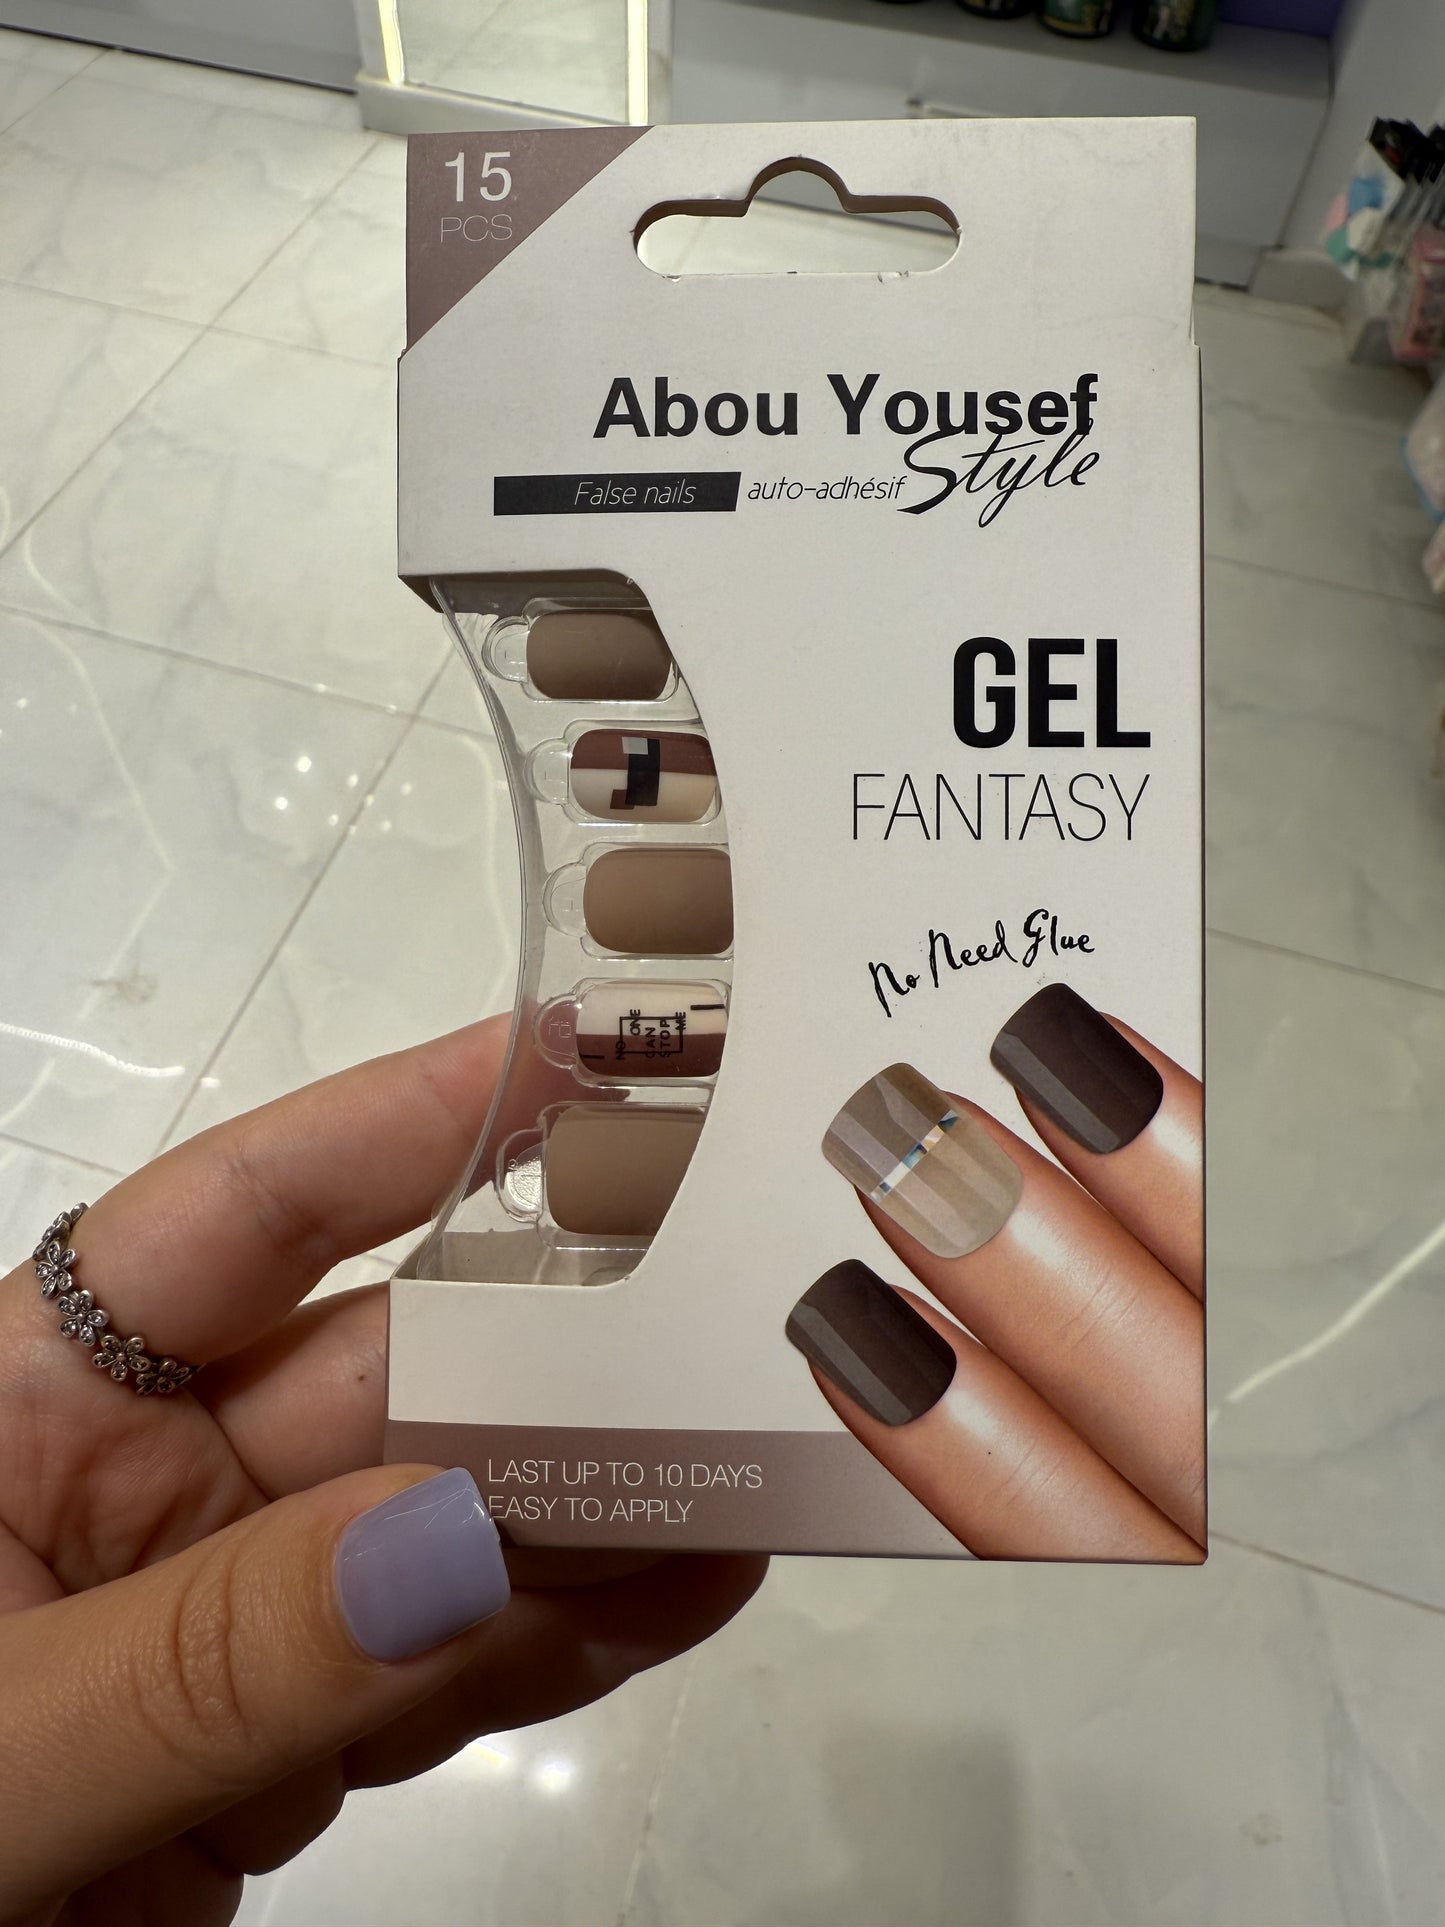 15
PCS
Abou Yousef
Style
False nails auto-adhésif
GEL
FANTASY
No Need Glue
NO ONE
CAN
STOP
ME
LAST UP TO 10 DAYS
EASY TO APPLY